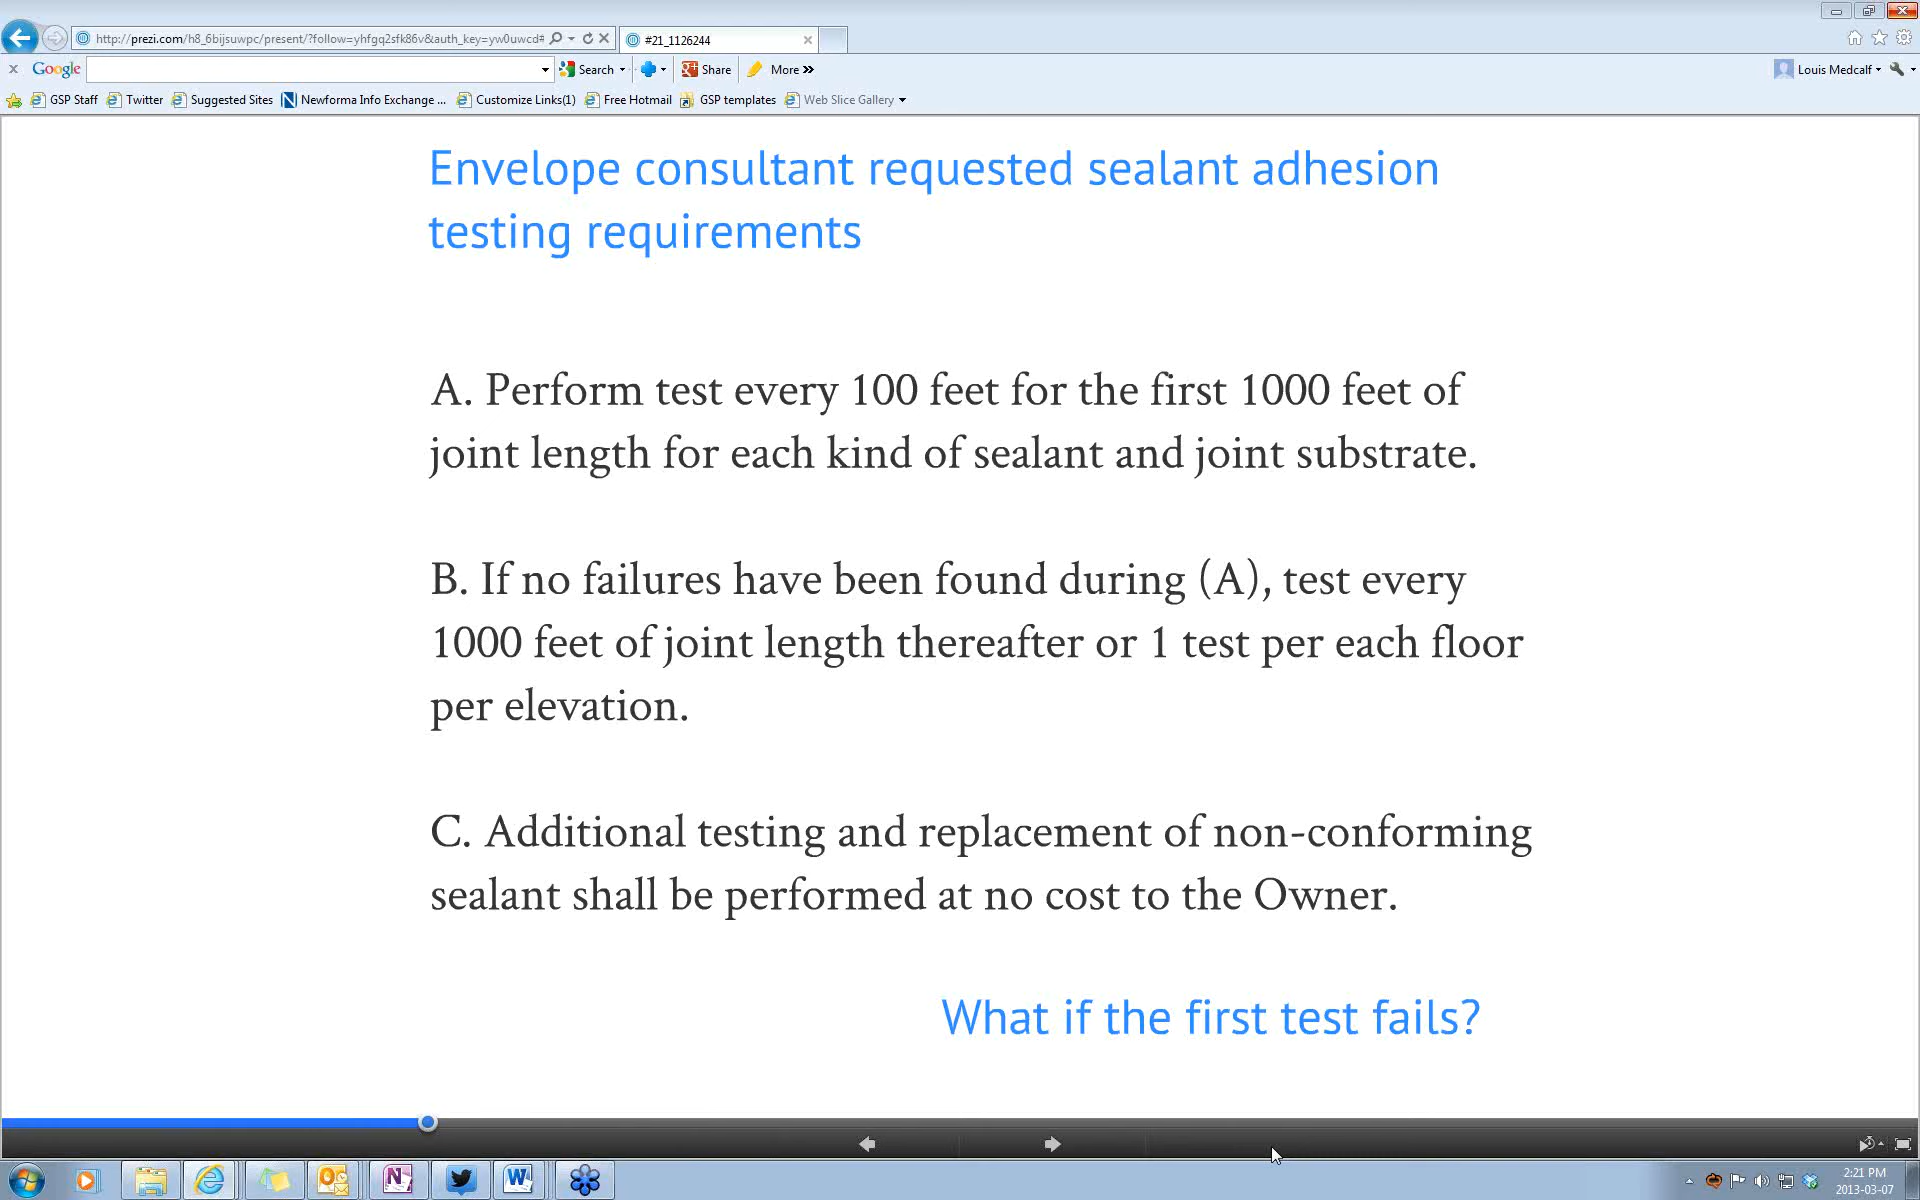 http://prezi.com/h8_6bijsuwpc/present/?follow=yhfgq2sfk86v&auth_key=yw0uwcd#
#21_1126244
x Google Search Share More »
Louis Medcalf
GSP Staff Twitter Suggested Sites Newforma Info Exchange ... Customize Links(1) Free Hotmail GSP templates Web Slice Gallery
Envelope consultant requested sealant adhesion
testing requirements
A. Perform test every 100 feet for the first 1000 feet of
joint length for each kind of sealant and joint substrate.
B. If no failures have been found during (A), test every
1000 feet of joint length thereafter or 1 test per each floor
per elevation.
C. Additional testing and replacement of non-conforming
sealant shall be performed at no cost to the Owner.
What if the first test fails?
2:21 PM
2013-03-07